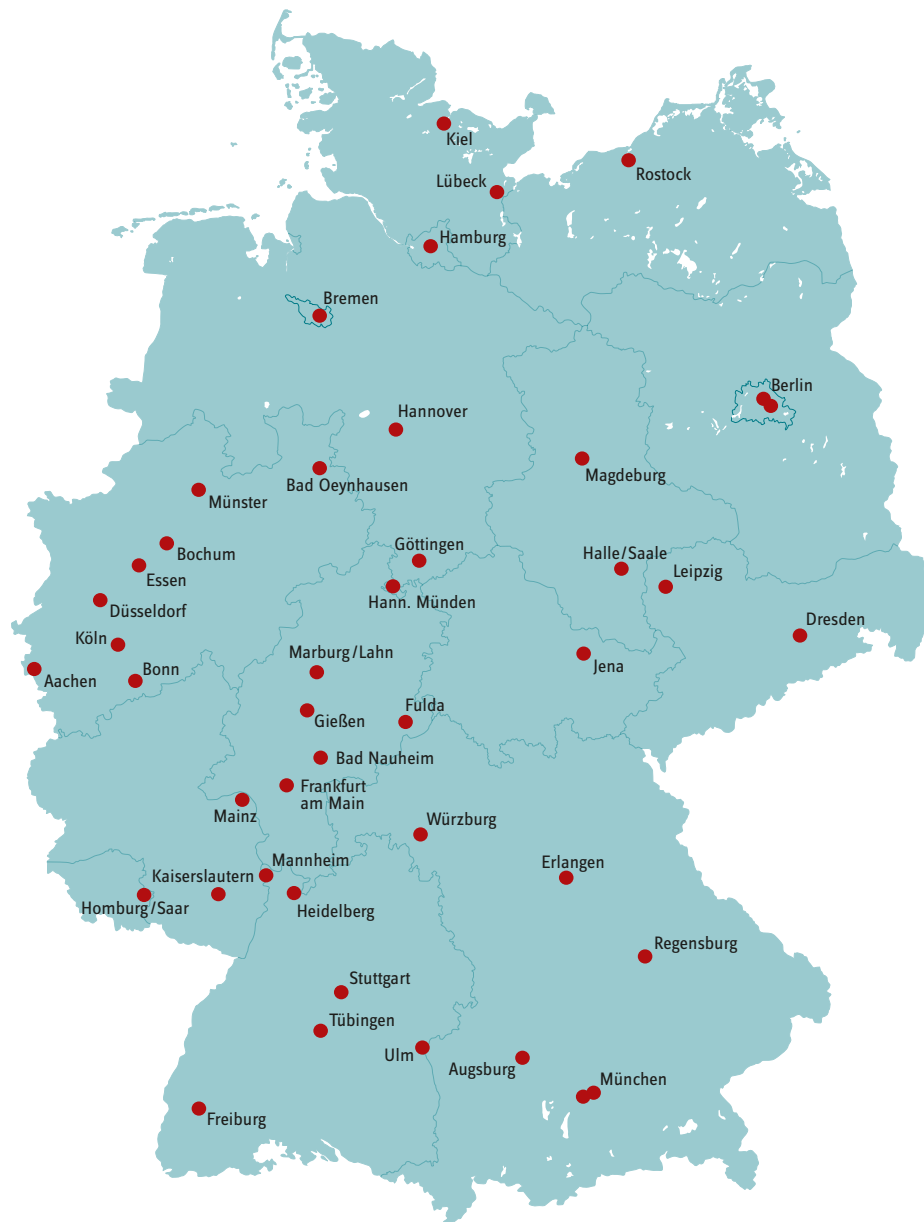 Kiel
Rostock
Lübeck
Hamburg
Bremen
Berlin
Hannover
Magdeburg
Bad Oeynhausen
Münster
Bochum
Göttingen
Halle/Saale
Essen
Leipzig
Hann. Münden
Düsseldorf
Dresden
Köln
Marburg/Lahn
Jena
Bonn
Aachen
Fulda
Gießen
Bad Nauheim
Frankfurt
am Main
Mainz
Würzburg
Mannheim
Erlangen
Kaiserslautern
Homburg/Saar
Heidelberg
Regensburg
Stuttgart
Tübingen
Ulm
Augsburg
München
Freiburg